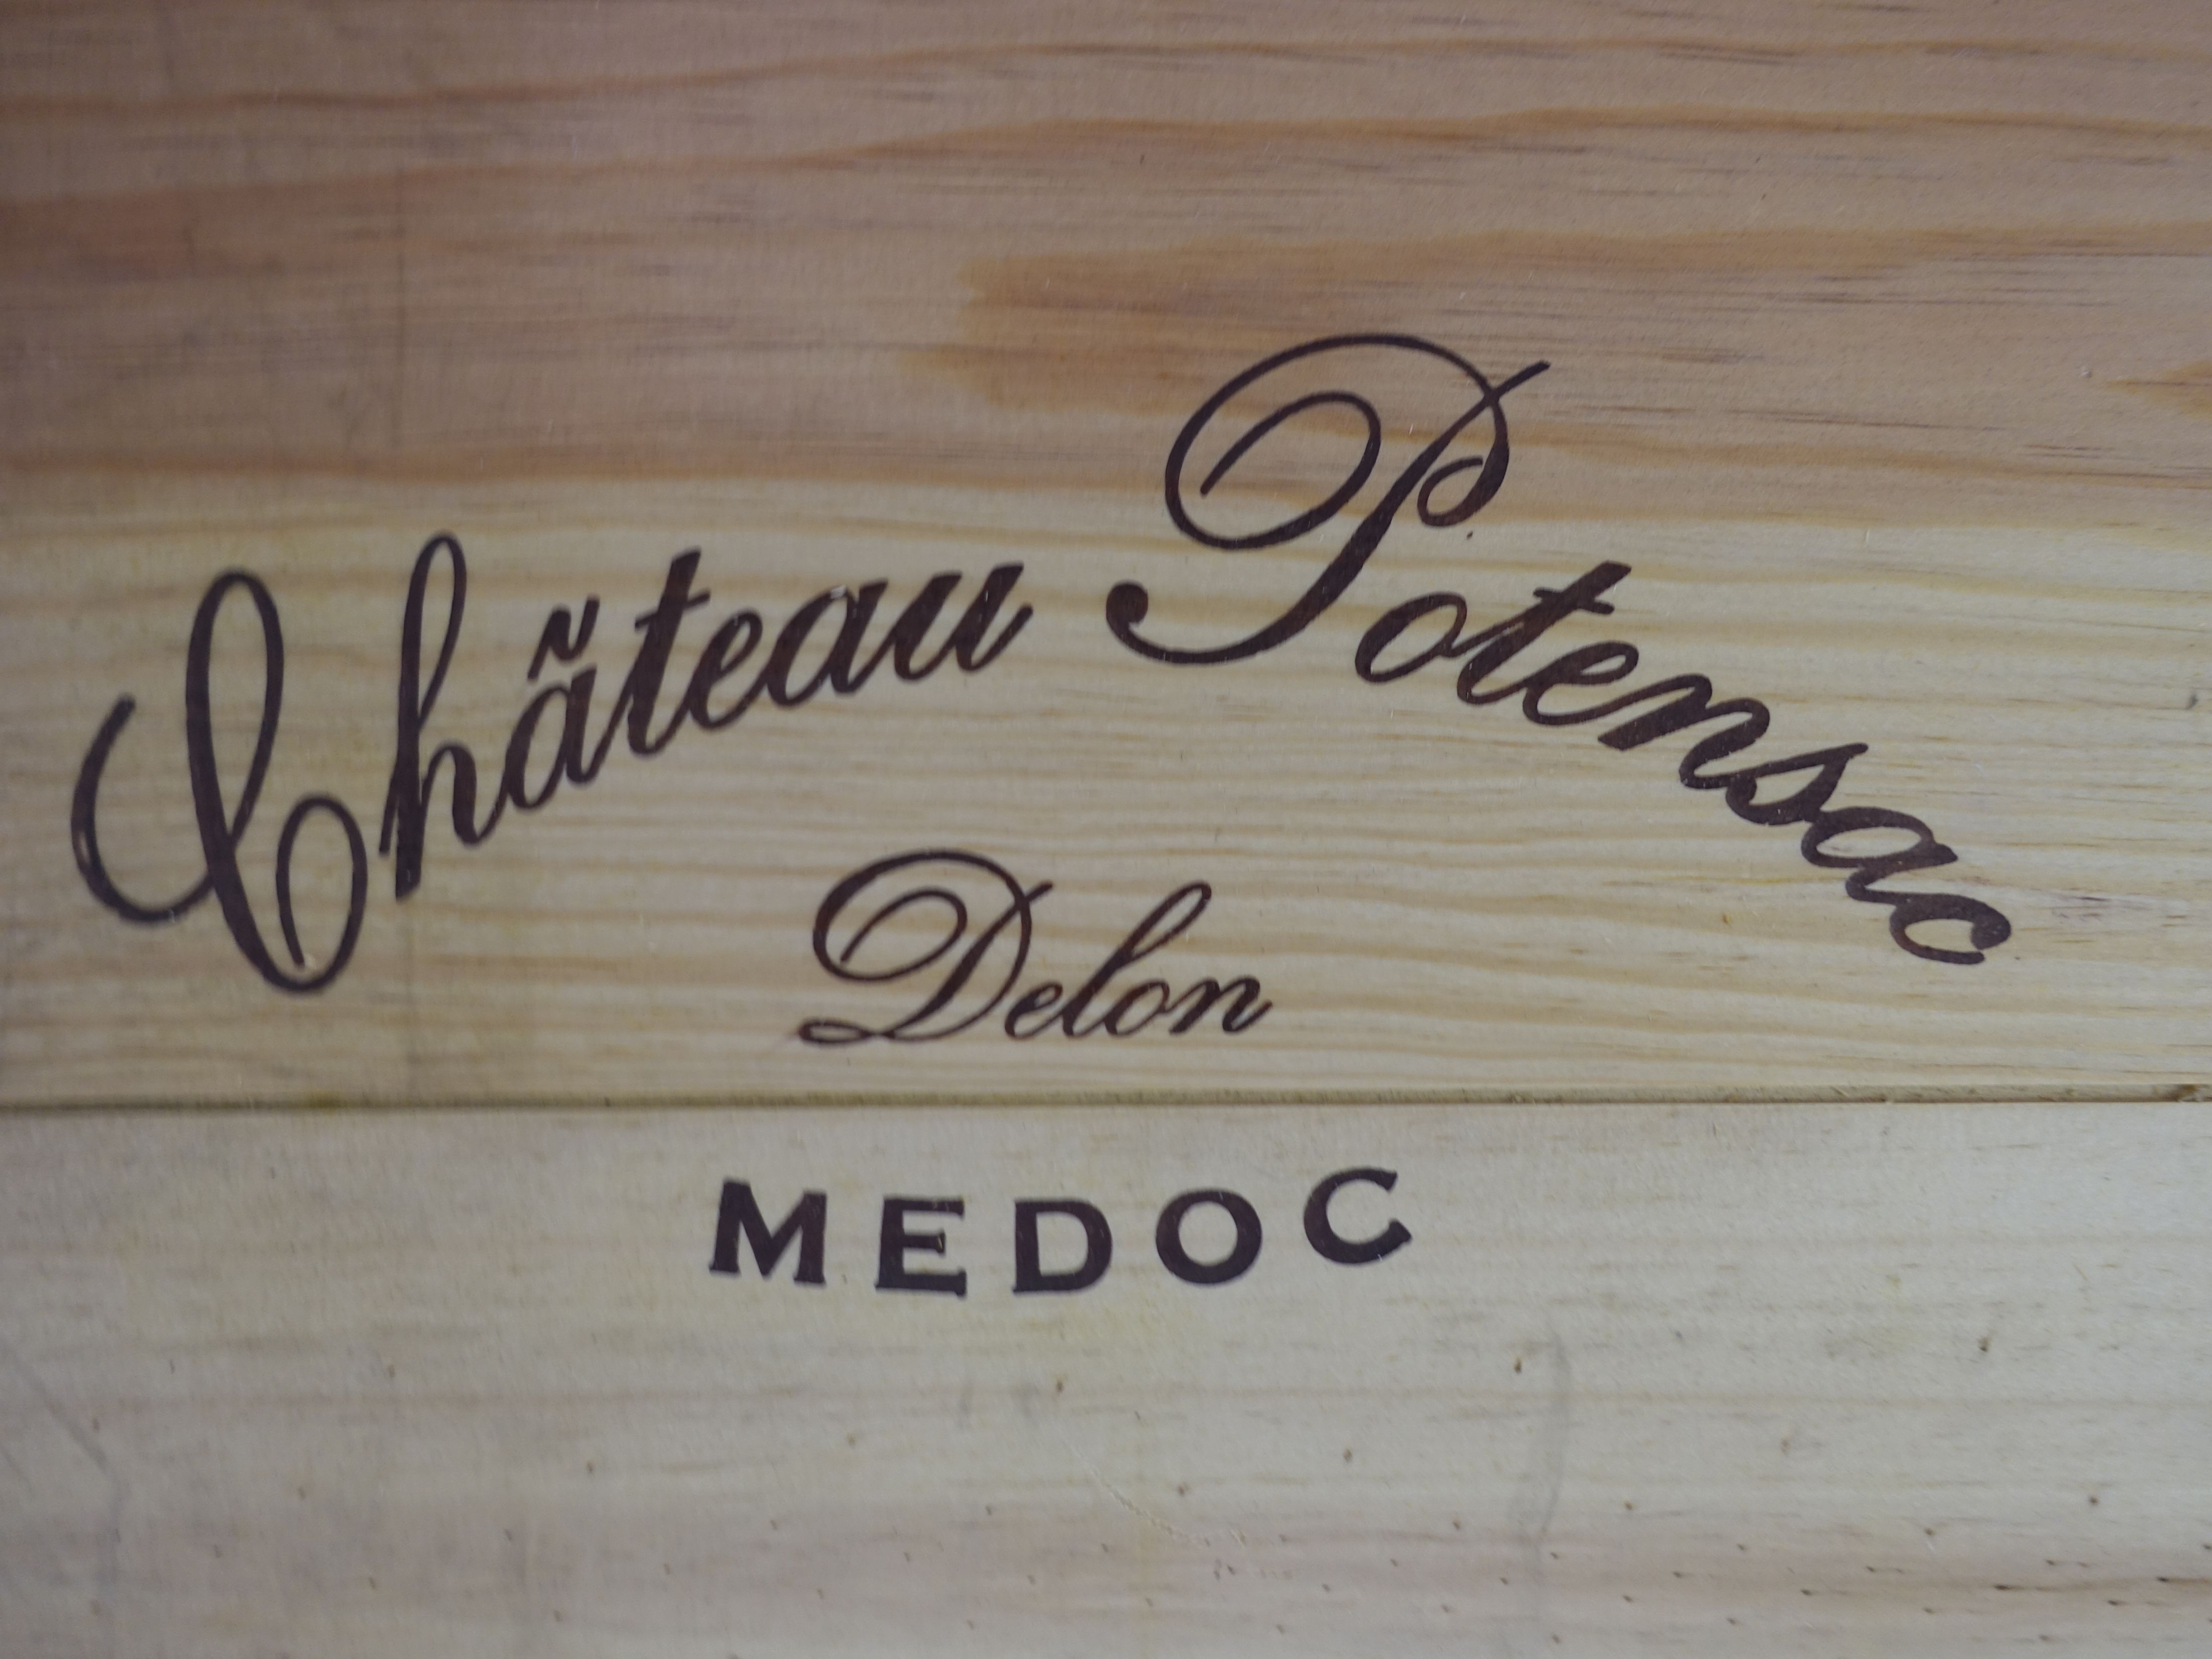 Château Potensac
Delon
MEDOC